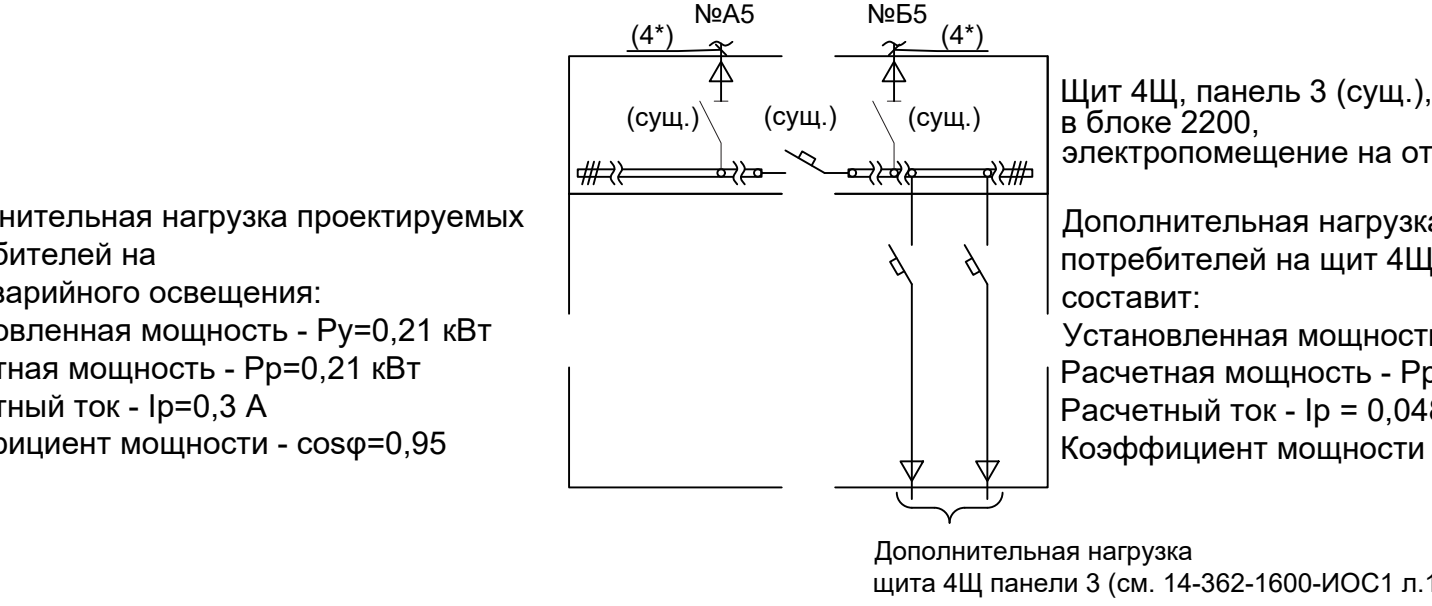 №А5 №Б5
(4*) (4*)
(сущ.) (сущ.) (сущ.)
Щит 4Щ, панель 3 (сущ.),
в блоке 2200,
электропомещение на от
нительная нагрузка проектируемых
бителей на
варийного освещения:
овленная мощность - Ру=0,21 кВт
тная мощность - Рр=0,21 кВт
тный ток - Iр=0,3 А
фициент мощности - cosφ=0,95
Дополнительная нагрузка
потребителей на щит 4Щ
составит:
Установленная мощность
Расчетная мощность - Рр
Расчетный ток - Iр = 0,048
Коэффициент мощности
Дополнительная нагрузка
щита 4Щ панели 3 (см. 14-362-1600-ИОС1 л.1